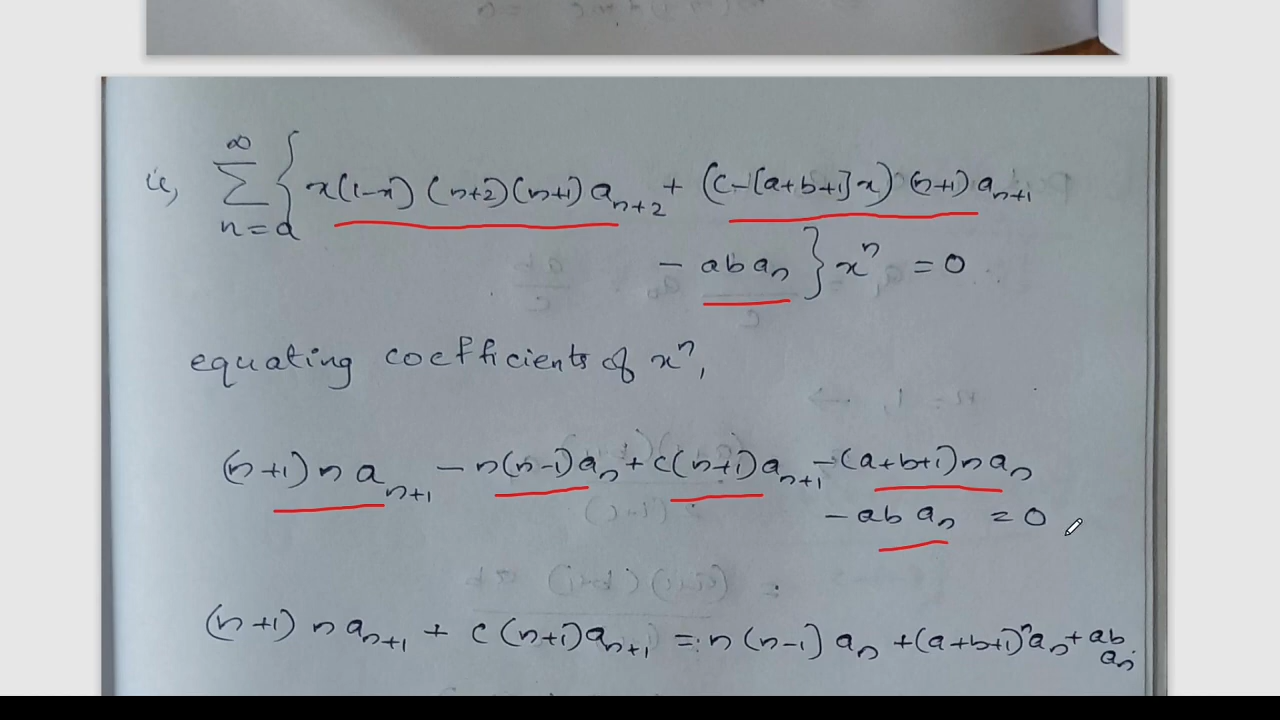 ie, ∞ Σ n=0 { x(1-x) (n+2)(n+1) a_{n+2} + (c-[a+b+1]x) (n+1) a_{n+1}
- ab a_n } x^n = 0
equating coefficients of x^n,
(n+1) n a_{n+1} - n(n-1) a_n + c(n+1) a_{n+1} - (a+b+1) n a_n
- ab a_n = 0
(n+1) n a_{n+1} + c(n+1) a_{n+1} = n(n-1) a_n + (a+b+1) n a_n + ab a_n